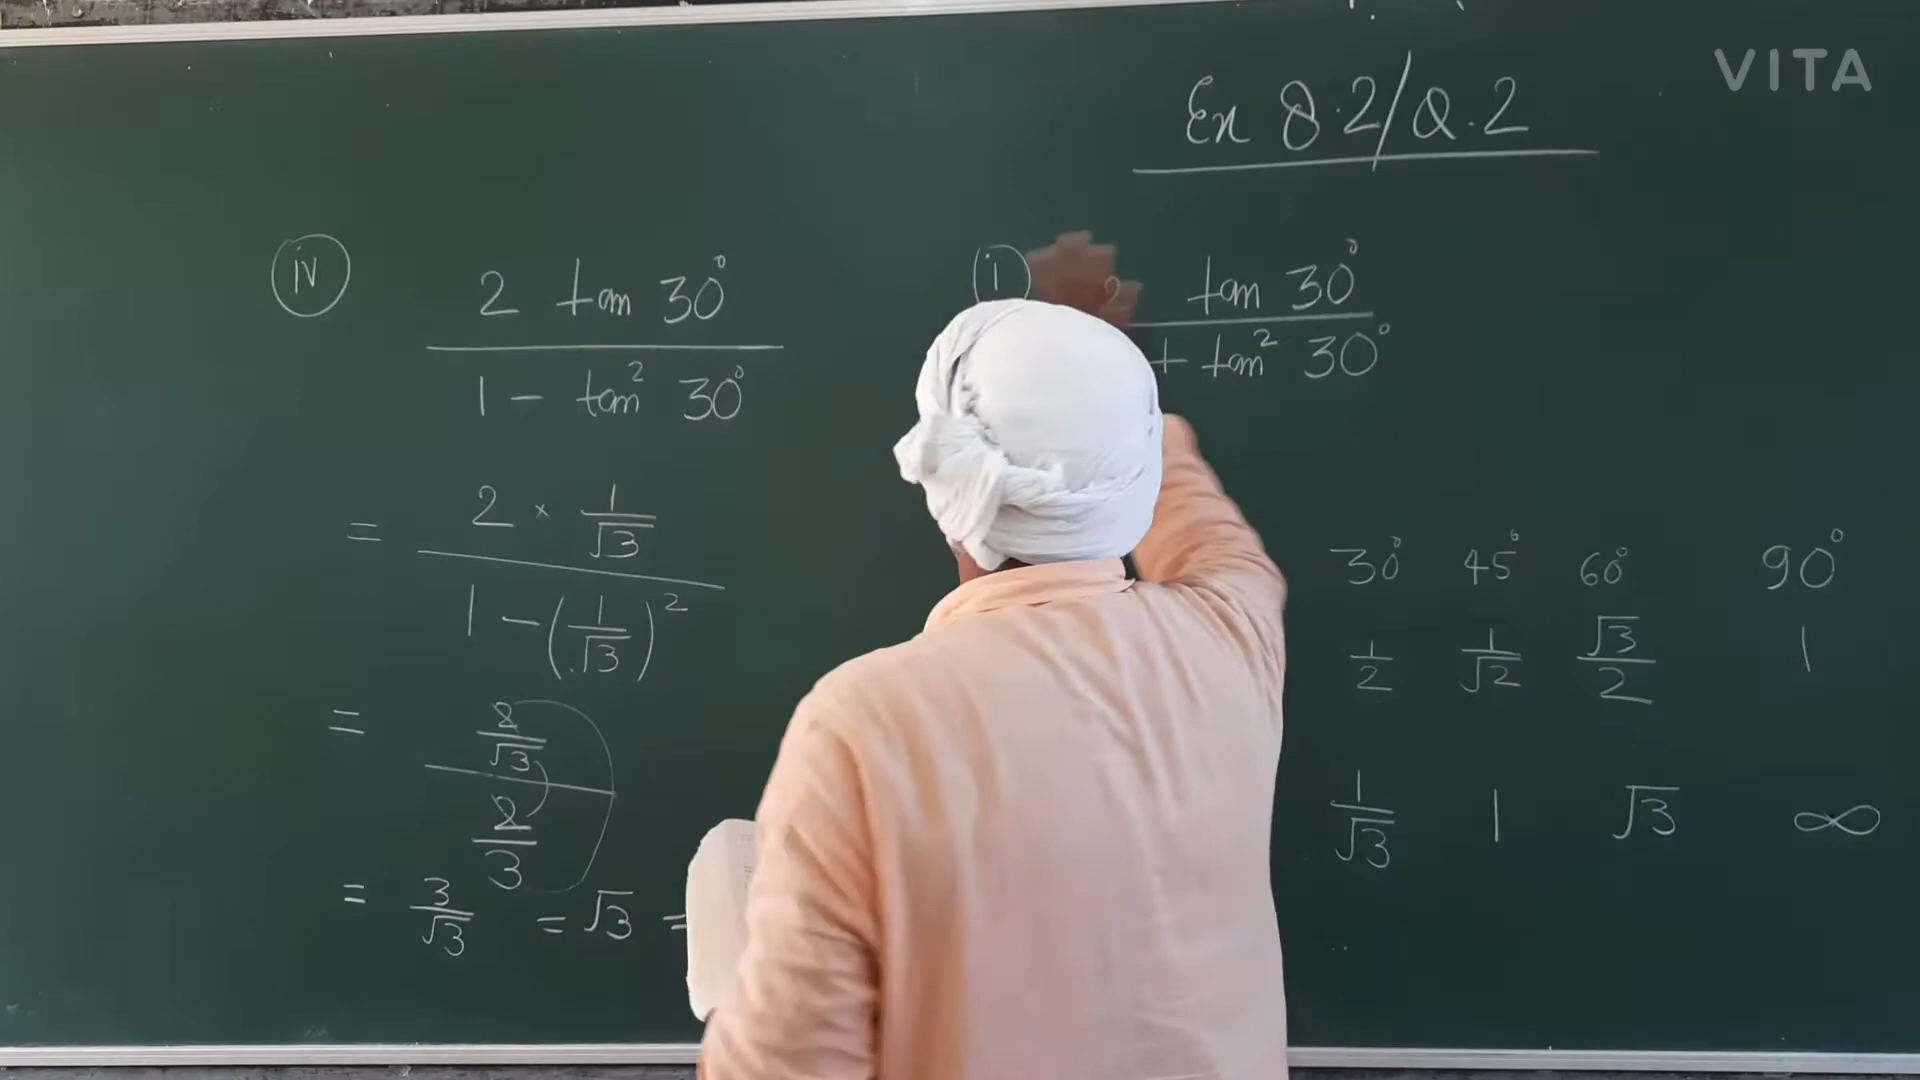 VITA
Ex 8.2/Q.2
iv
2 tan 30°
1 - tan² 30°
= 2 × 1/√3
1 - (1/√3)²
= 2/√3
2/3
= 3/√3 = √3 =
i
2 tan 30°
+ tan² 30°
30° 45° 60° 90°
1/2 1/√2 √3/2 1
1/√3 1 √3 ∞